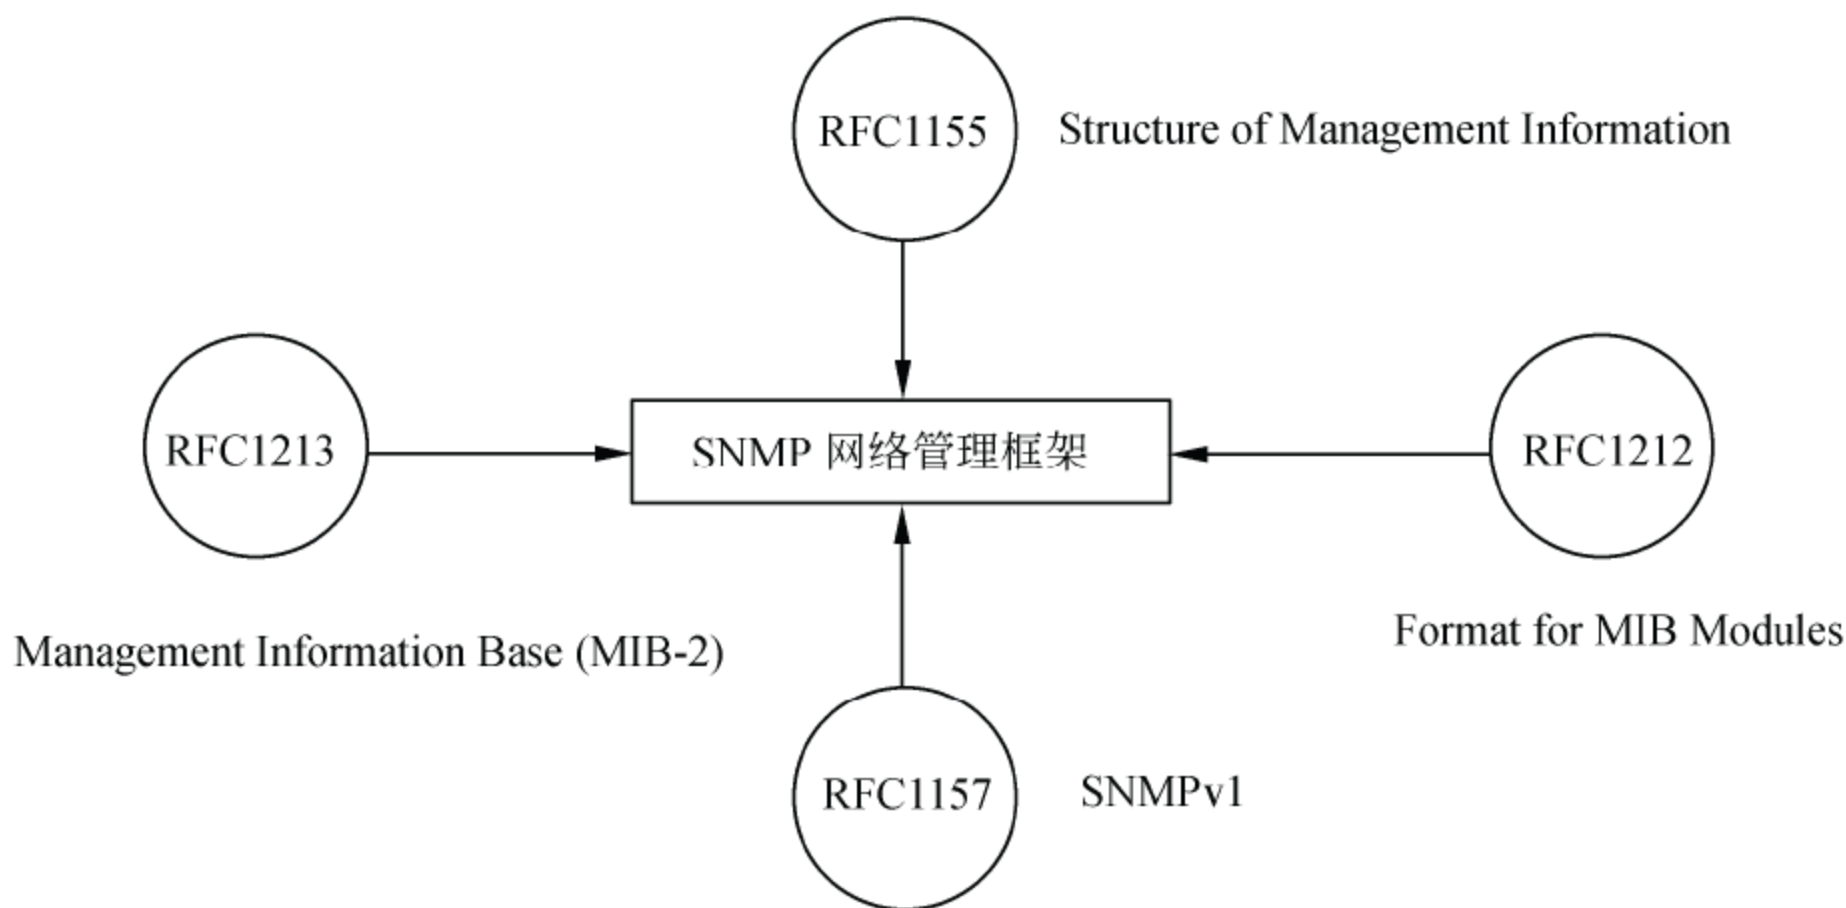 RFC1155
Structure of Management Information
RFC1213
SNMP 网络管理框架
RFC1212
Management Information Base (MIB-2)
Format for MIB Modules
RFC1157
SNMPv1